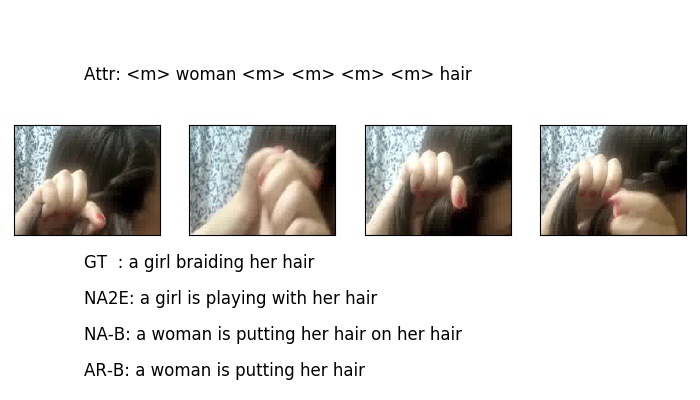 Attr: <m> woman <m> <m> <m> <m> hair
GT : a girl braiding her hair
NA2E: a girl is playing with her hair
NA-B: a woman is putting her hair on her hair
AR-B: a woman is putting her hair